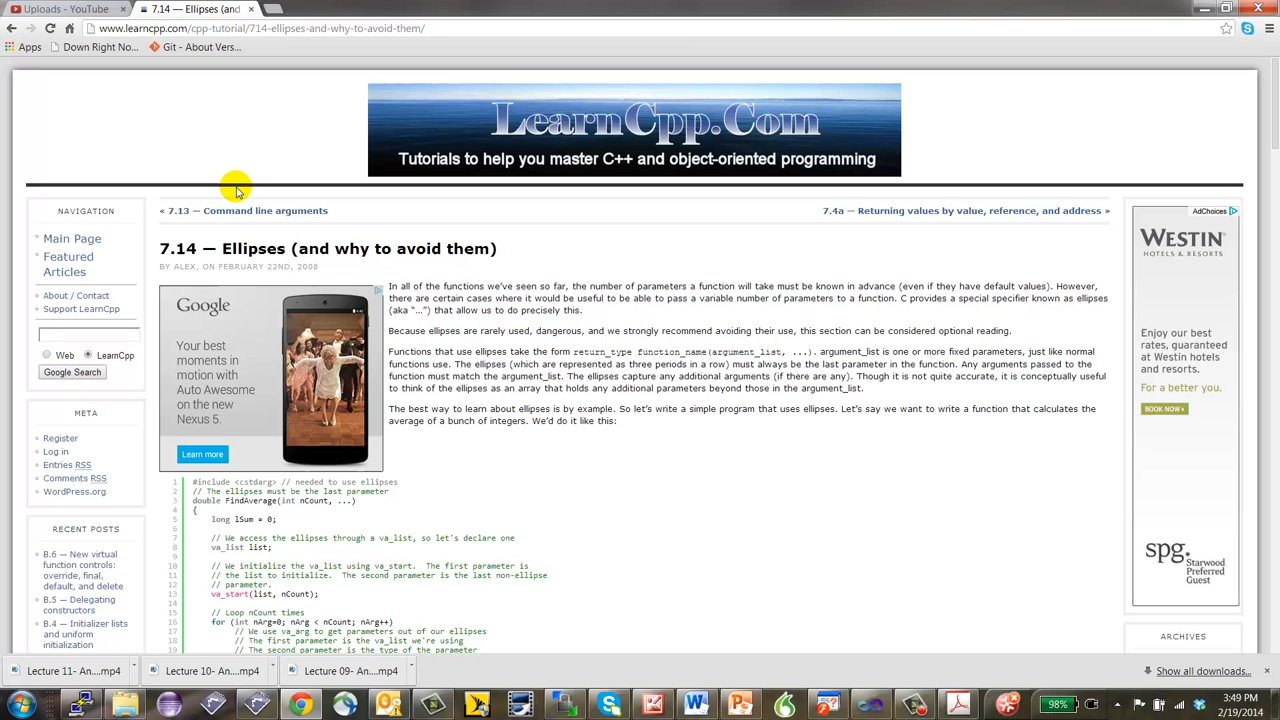 Uploads - YouTube
7.14 — Ellipses (and
www.learncpp.com/cpp-tutorial/714-ellipses-and-why-to-avoid-them/
Apps
Down Right No...
Git - About Vers...
LearnCpp.Com
Tutorials to help you master C++ and object-oriented programming
NAVIGATION
Main Page
Featured
Articles
About / Contact
Support LearnCpp
Web
LearnCpp
Google Search
META
Register
Log in
Entries RSS
Comments RSS
WordPress.org
RECENT POSTS
B.6 — New virtual
function controls:
override, final,
default, and delete
B.5 — Delegating
constructors
B.4 — Initializer lists
and uniform
initialization
« 7.13 — Command line arguments
7.4a — Returning values by value, reference, and address »
7.14 — Ellipses (and why to avoid them)
BY ALEX, ON FEBRUARY 22ND, 2008
Google
Your best
moments in
motion with
Auto Awesome
on the new
Nexus 5.
Learn more
In all of the functions we've seen so far, the number of parameters a function will take must be known in advance (even if they have default values). However,
there are certain cases where it would be useful to be able to pass a variable number of parameters to a function. C provides a special specifier known as ellipses
(aka "...") that allow us to do precisely this.
Because ellipses are rarely used, dangerous, and we strongly recommend avoiding their use, this section can be considered optional reading.
Functions that use ellipses take the form return_type function_name(argument_list, ...). argument_list is one or more fixed parameters, just like normal
functions use. The ellipses (which are represented as three periods in a row) must always be the last parameter in the function. Any arguments passed to the
function must match the argument_list. The ellipses capture any additional arguments (if there are any). Though it is not quite accurate, it is conceptually useful
to think of the ellipses as an array that holds any additional parameters beyond those in the argument_list.
The best way to learn about ellipses is by example. So let's write a simple program that uses ellipses. Let's say we want to write a function that calculates the
average of a bunch of integers. We'd do it like this:
1 #include <cstdarg> // needed to use ellipses
2 // The ellipses must be the last parameter
3 double FindAverage(int nCount, ...)
4 {
5 long lSum = 0;
6
7 // We access the ellipses through a va_list, so let's declare one
8 va_list list;
9
10 // We initialize the va_list using va_start.  The first parameter is
11 // the list to initialize.  The second parameter is the last non-ellipse
12 // parameter.
13 va_start(list, nCount);
14
15 // Loop nCount times
16 for (int nArg=0; nArg < nCount; nArg++)
17 // We use va_arg to get parameters out of our ellipses
18 // The first parameter is the va_list we're using
19 // The second parameter is the type of the parameter
AdChoices
WESTIN
HOTELS & RESORTS
Enjoy our best
rates, guaranteed
at Westin hotels
and resorts.
For a better you.
BOOK NOW
spg.
Starwood
Preferred
Guest
ARCHIVES
Lecture 11- An....mp4
Lecture 10- An....mp4
Lecture 09- An....mp4
Show all downloads...
98%
3:49 PM
2/19/2014